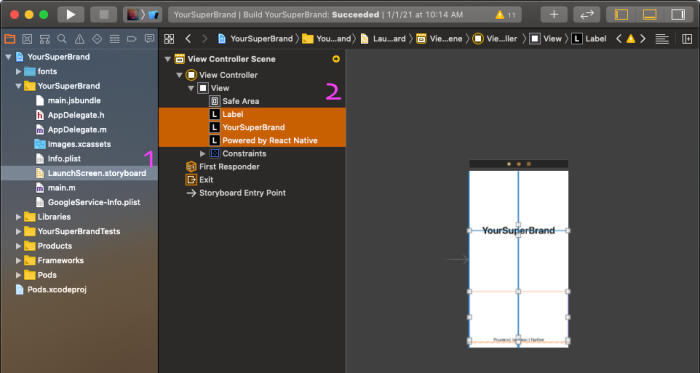 YourSuperBrand | Build YourSuperBrand: Succeeded | 1/1/21 at 10:14 AM
11
YourSuperBrand
You...and
Lau...ard
Vie...ene
Vie...ller
View
Label
YourSuperBrand
fonts
YourSuperBrand
main.jsbundle
AppDelegate.h
AppDelegate.m
Images.xcassets
Info.plist
LaunchScreen.storyboard
main.m
GoogleService-Info.plist
Libraries
YourSuperBrandTests
Products
Frameworks
Pods
Pods.xcodeproj
1
View Controller Scene
View Controller
View
Safe Area
L Label
L YourSuperBrand
L Powered by React Native
Constraints
First Responder
Exit
Storyboard Entry Point
2
YourSuperBrand
Powered by React Native